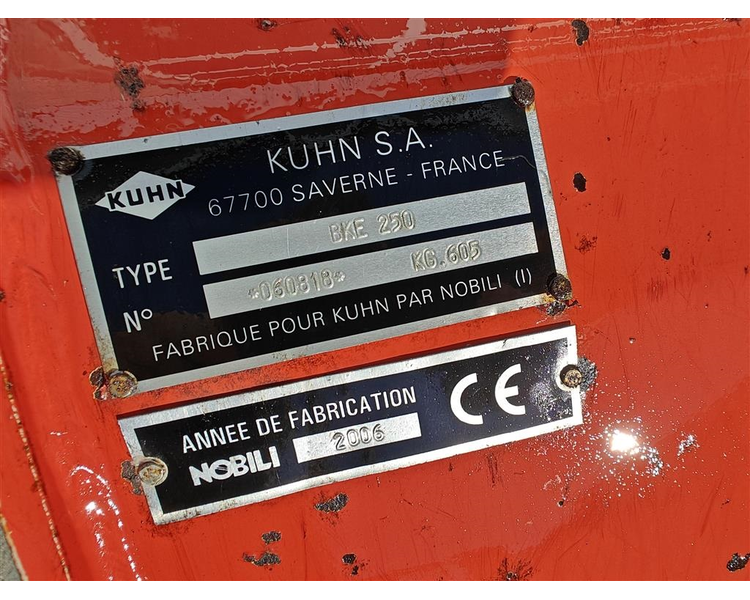 KUHN
KUHN S.A.
67700 SAVERNE - FRANCE
TYPE BKE 250
N° *060818* KG.605
FABRIQUE POUR KUHN PAR NOBILI (I)
ANNEE DE FABRICATION
NOBILI 2006
CE